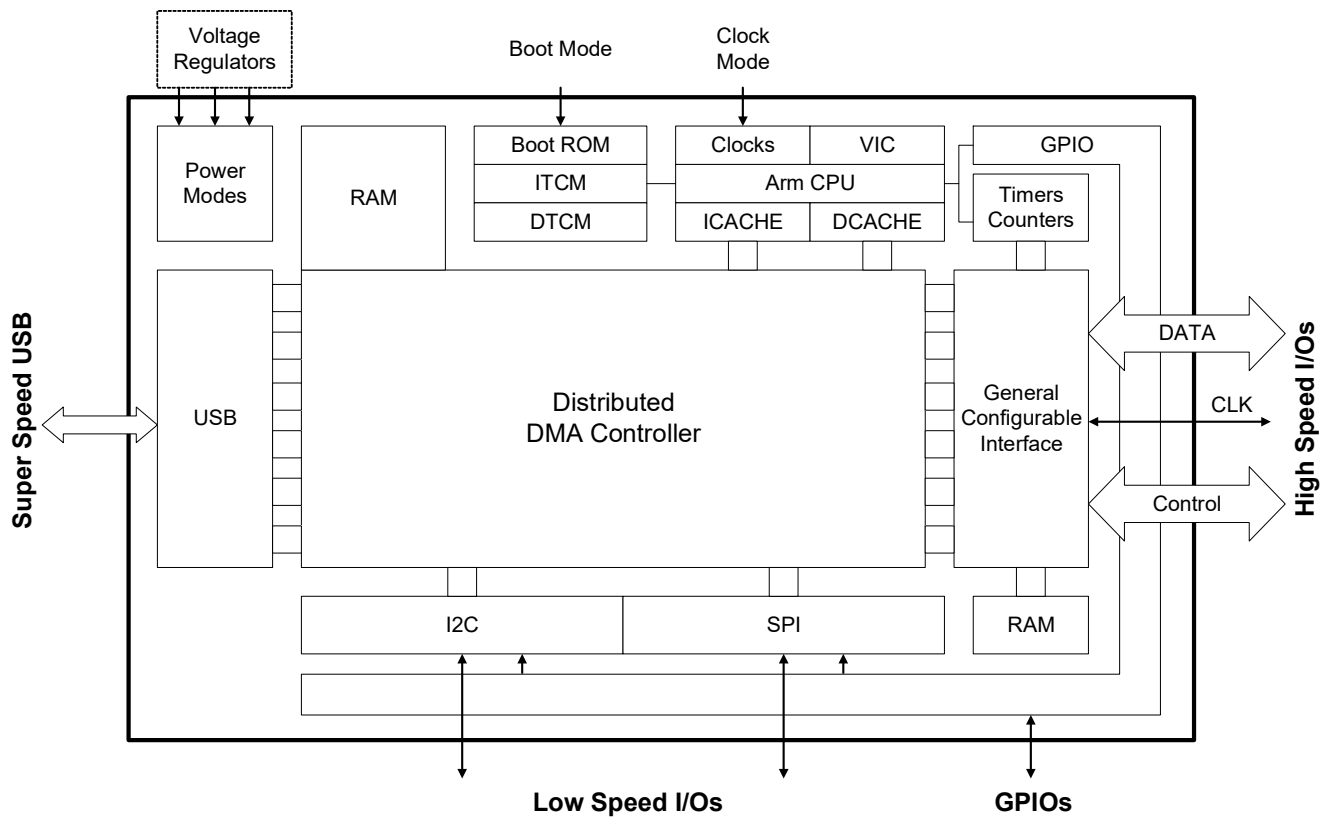 Voltage
Regulators
Boot Mode
Clock
Mode
Power
Modes
RAM
Boot ROM
ITCM
DTCM
Clocks
VIC
Arm CPU
ICACHE
DCACHE
GPIO
Timers
Counters
Super Speed USB
USB
Distributed
DMA Controller
General
Configurable
Interface
DATA
CLK
Control
High Speed I/Os
I2C
SPI
RAM
Low Speed I/Os
GPIOs